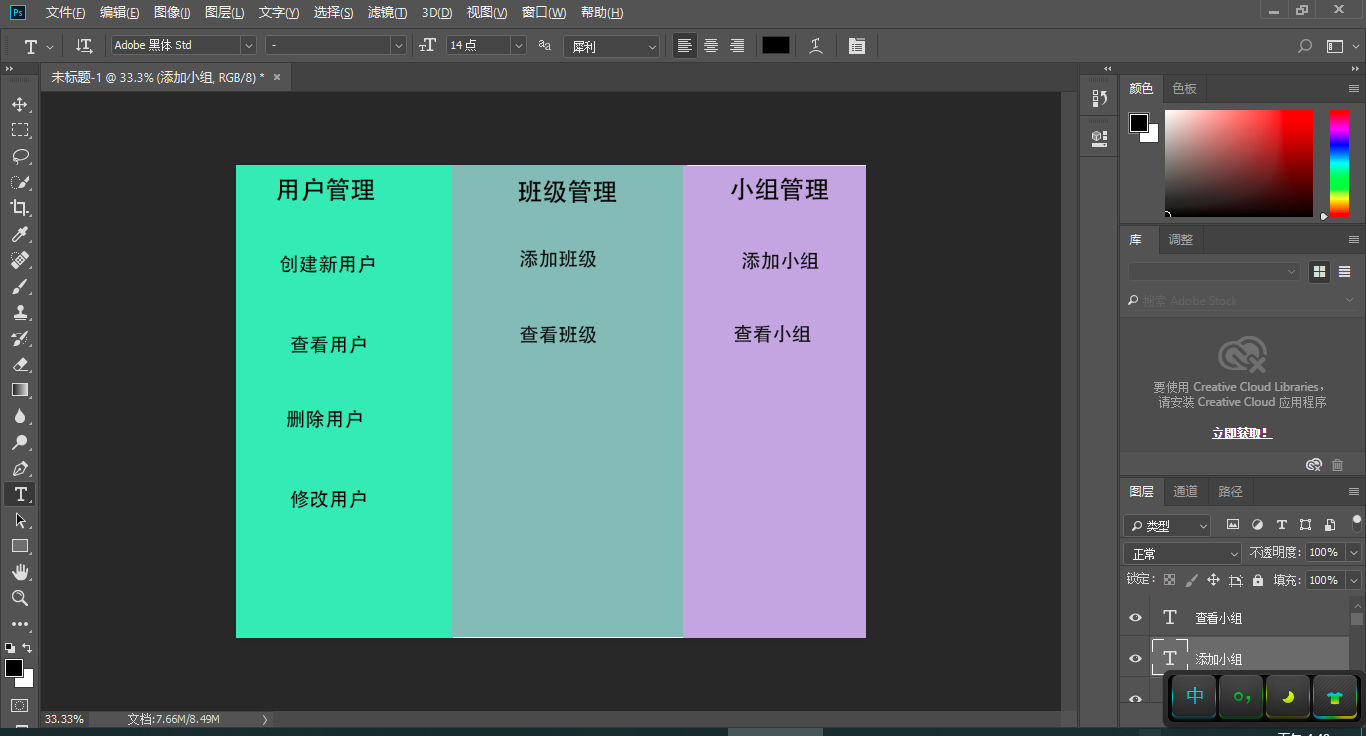 Ps 文件(F) 编辑(E) 图像(I) 图层(L) 文字(Y) 选择(S) 滤镜(T) 3D(D) 视图(V) 窗口(W) 帮助(H)
T Adobe 黑体 Std - 14 点 aa 犀利
未标题-1 @ 33.3% (添加小组, RGB/8) * ×
用户管理 班级管理 小组管理
创建新用户 添加班级 添加小组
查看用户 查看班级 查看小组
删除用户
修改用户
33.33% 文档:7.66M/8.49M
颜色 色板
库 调整
搜索 Adobe Stock
要使用 Creative Cloud Libraries，
请安装 Creative Cloud 应用程序
立即获取！
图层 通道 路径
类型
正常 不透明度: 100%
锁定: 填充: 100%
T 查看小组
T 添加小组
中